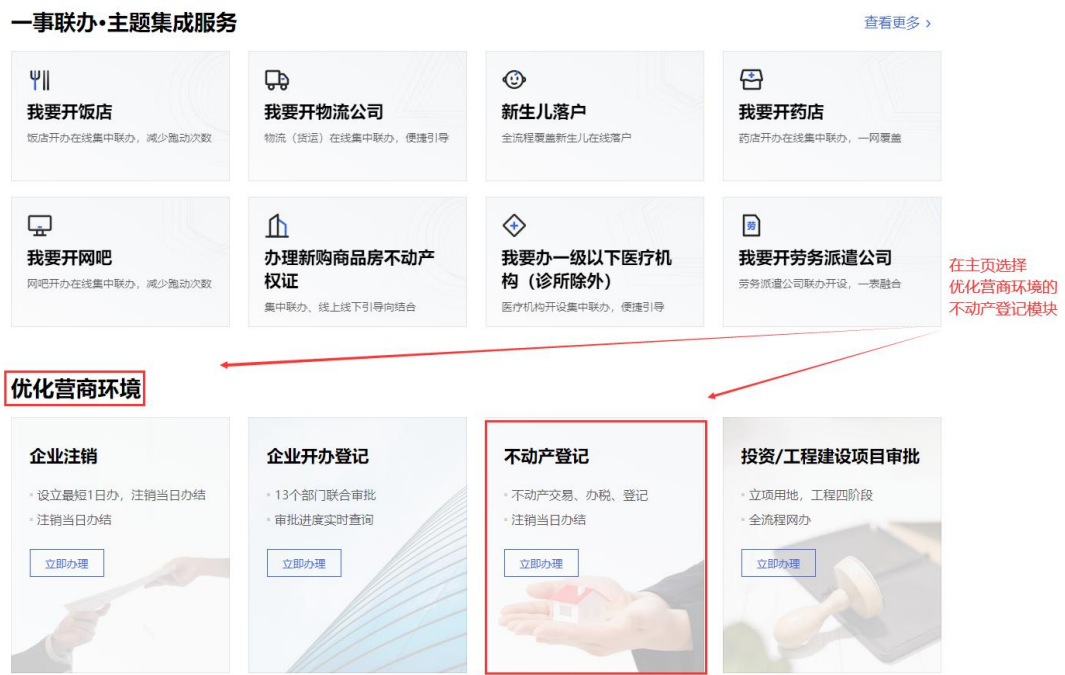 一事联办•主题集成服务
查看更多 ›
我要开饭店
饭店开办在线集中联办，减少跑动次数
我要开物流公司
物流（货运）在线集中联办，便捷引导
新生儿落户
全流程覆盖新生儿在线落户
我要开药店
药店开办在线集中联办，一网覆盖
我要开网吧
网吧开办在线集中联办，减少跑动次数
办理新购商品房不动产
权证
集中联办、线上线下引导向结合
我要办一级以下医疗机
构（诊所除外）
医疗机构开设集中联办，便捷引导
劳
我要开劳务派遣公司
劳务派遣公司联办开设，一表融合
在主页选择
优化营商环境的
不动产登记模块
优化营商环境
企业注销
设立最短1日办，注销当日办结
注销当日办结
立即办理
企业开办登记
13个部门联合审批
审批进度实时查询
立即办理
不动产登记
不动产交易、办税、登记
注销当日办结
立即办理
投资/工程建设项目审批
立项用地，工程四阶段
全流程网办
立即办理